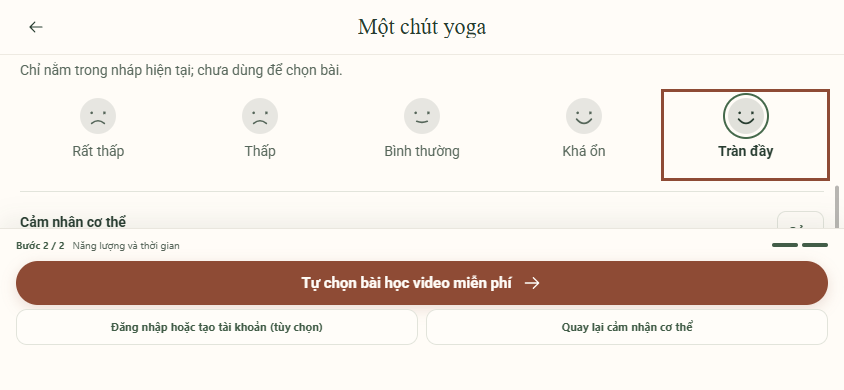 Một chút yoga
Chỉ nằm trong nháp hiện tại; chưa dùng để chọn bài.
Rất thấp
Thấp
Bình thường
Khá ổn
Tràn đầy
Cảm nhận cơ thể
Bước 2 / 2 Năng lượng và thời gian
Tự chọn bài học video miễn phí →
Đăng nhập hoặc tạo tài khoản (tùy chọn)
Quay lại cảm nhận cơ thể